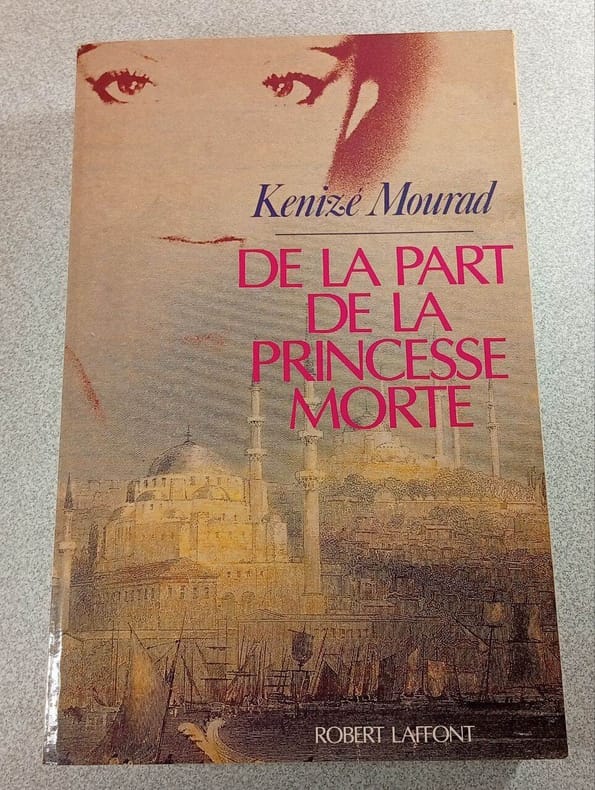 Kenizé Mourad
DE LA PART
DE LA
PRINCESSE
MORTE
ROBERT LAFFONT